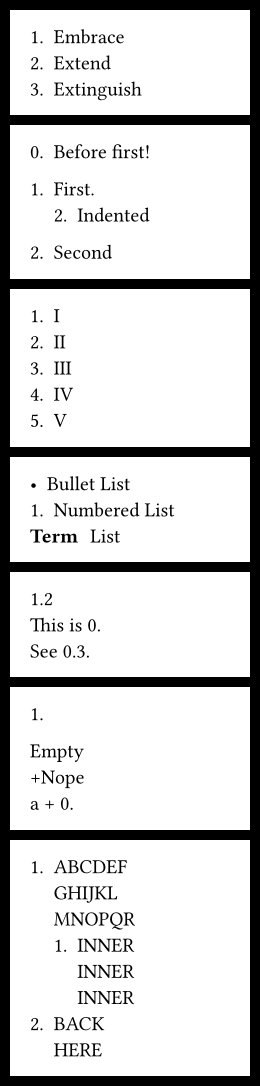 1. Embrace
2. Extend
3. Extinguish
0. Before first!
1. First.
2. Indented
2. Second
1. I
2. II
3. III
4. IV
5. V
• Bullet List
1. Numbered List
Term List
1.2
This is 0.
See 0.3.
1.
Empty
+Nope
a + 0.
1. ABCDEF
GHIJKL
MNOPQR
1. INNER
INNER
INNER
2. BACK
HERE